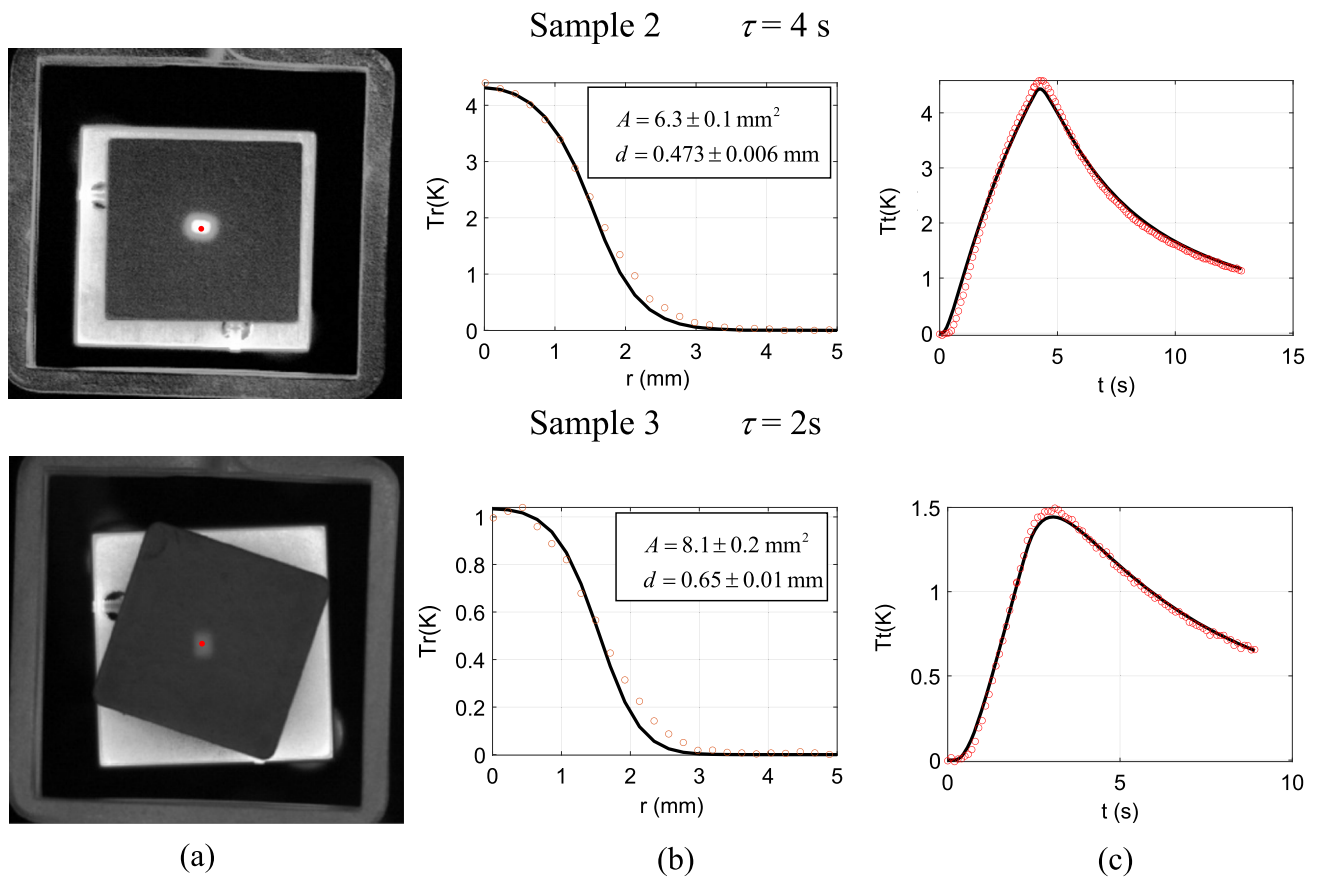 Sample 2 τ = 4 s
A = 6.3 ± 0.1 mm²
d = 0.473 ± 0.006 mm
Tr(K)
4
3
2
1
0
0 1 2 3 4 5
r (mm)
Tt(K)
4
3
2
1
0
0 5 10 15
t (s)
Sample 3 τ = 2s
A = 8.1 ± 0.2 mm²
d = 0.65 ± 0.01 mm
Tr(K)
1
0.8
0.6
0.4
0.2
0
0 1 2 3 4 5
r (mm)
Tt(K)
1.5
1
0.5
0
0 5 10
t (s)
(a) (b) (c)